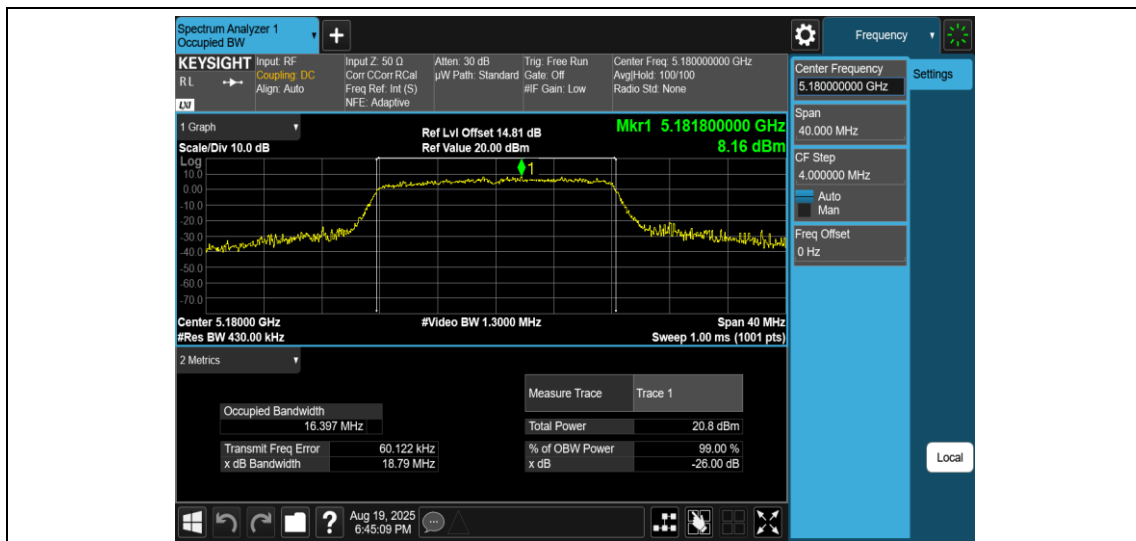 Spectrum Analyzer 1
Occupied BW
Frequency
KEYSIGHT
R L
LXI
Input: RF
Coupling: DC
Align: Auto
Input Z: 50 Ω
Corr CCorr RCal
Freq Ref: Int (S)
NFE: Adaptive
Atten: 30 dB
µW Path: Standard
Trig: Free Run
Gate: Off
#IF Gain: Low
Center Freq: 5.180000000 GHz
Avg|Hold: 100/100
Radio Std: None
Center Frequency
5.180000000 GHz
Settings
Span
40.000 MHz
CF Step
4.000000 MHz
Auto
Man
Freq Offset
0 Hz
Local
1 Graph
Scale/Div 10.0 dB
Ref Lvl Offset 14.81 dB
Ref Value 20.00 dBm
Mkr1 5.181800000 GHz
8.16 dBm
Log
10.0
0.00
-10.0
-20.0
-30.0
-40.0
-50.0
-60.0
-70.0
1
Center 5.18000 GHz
#Video BW 1.3000 MHz
Span 40 MHz
#Res BW 430.00 kHz
Sweep 1.00 ms (1001 pts)
2 Metrics
Measure Trace
Trace 1
Occupied Bandwidth
16.397 MHz
Total Power
20.8 dBm
Transmit Freq Error
60.122 kHz
% of OBW Power
99.00 %
x dB Bandwidth
18.79 MHz
x dB
-26.00 dB
?
Aug 19, 2025
6:45:09 PM